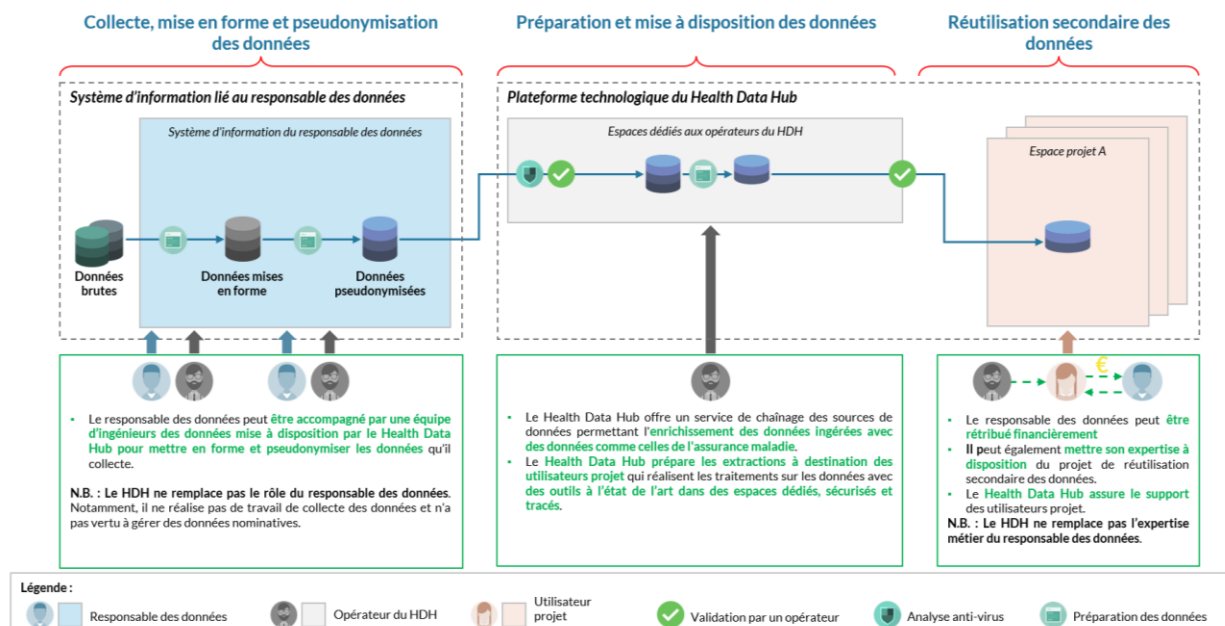 Collecte, mise en forme et pseudonymisation
des données
Préparation et mise à disposition des données
Réutilisation secondaire des
données
Système d'information lié au responsable des données
Système d'information du responsable des données
Données
brutes
Données mises
en forme
Données
pseudonymisées
Plateforme technologique du Health Data Hub
Espaces dédiés aux opérateurs du HDH
Espace projet A
• Le responsable des données peut être accompagné par une équipe
d'ingénieurs des données mise à disposition par le Health Data
Hub pour mettre en forme et pseudonymiser les données qu'il
collecte.
N.B. : Le HDH ne remplace pas le rôle du responsable des données.
Notamment, il ne réalise pas de travail de collecte des données et n'a
pas vertu à gérer des données nominatives.
• Le Health Data Hub offre un service de chaînage des sources de
données permettant l'enrichissement des données ingérées avec
des données comme celles de l'assurance maladie.
• Le Health Data Hub prépare les extractions à destination des
utilisateurs projet qui réalisent les traitements sur les données avec
des outils à l'état de l'art dans des espaces dédiés, sécurisés et
tracés.
€
• Le responsable des données peut être
rétribué financièrement
• Il peut également mettre son expertise à
disposition du projet de réutilisation
secondaire des données.
• Le Health Data Hub assure le support
des utilisateurs projet.
N.B. : Le HDH ne remplace pas l'expertise
métier du responsable des données.
Légende :
Responsable des données
Opérateur du HDH
Utilisateur
projet
Validation par un opérateur
Analyse anti-virus
Préparation des données